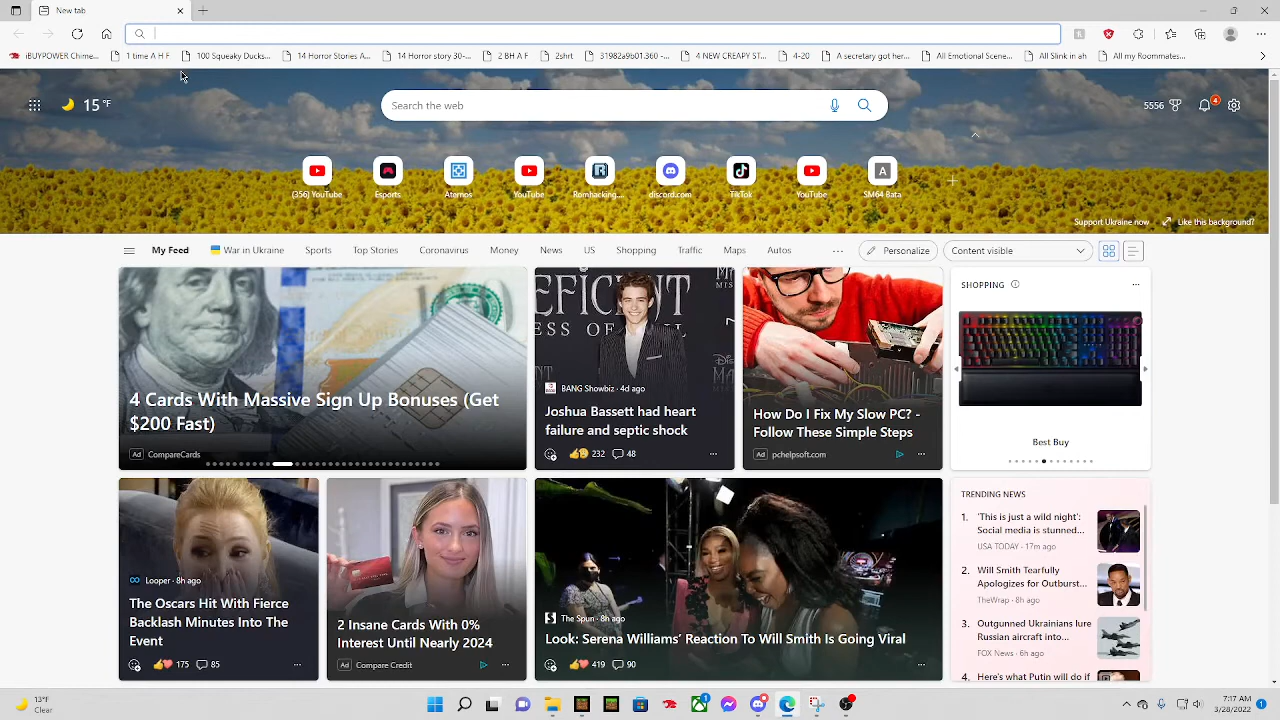 New tab
iBUYPOWER Chime...
1 time A H F
100 Squeaky Ducks...
14 Horror Stories A...
14 Horror story 30-...
2 BH A F
2shrt
31982a9b01360 -...
4 NEW CREEPY ST...
4-20
A secretary got her...
All Emotional Scene...
All Slink in ah
All my Roommates...
15 °F
Search the web
5556
4
(356) YouTube
Esports
Aternos
YouTube
Romhacking....
discord.com
TikTok
YouTube
A
SM64 Bata
Support Ukraine now
Like this background?
My Feed
War in Ukraine
Sports
Top Stories
Coronavirus
Money
News
US
Shopping
Traffic
Maps
Autos
Personalize
Content visible
4 Cards With Massive Sign Up Bonuses (Get
$200 Fast)
Ad CompareCards
BANG Showbiz · 4d ago
Joshua Bassett had heart
failure and septic shock
232 48
How Do I Fix My Slow PC? -
Follow These Simple Steps
Ad pchelpsoft.com
SHOPPING
Best Buy
Looper · 8h ago
The Oscars Hit With Fierce
Backlash Minutes Into The
Event
175 85
2 Insane Cards With 0%
Interest Until Nearly 2024
Ad Compare Credit
The Spun · 8h ago
Look: Serena Williams' Reaction To Will Smith Is Going Viral
419 90
TRENDING NEWS
1. 'This is just a wild night':
Social media is stunned...
USA TODAY · 17m ago
2. Will Smith Tearfully
Apologizes for Outburst...
TheWrap · 8h ago
3. Outgunned Ukrainians lure
Russian aircraft into...
FOX News · 6h ago
4. Here's what Putin will do if
13°F
Clear
1
7:37 AM
3/28/2022
1